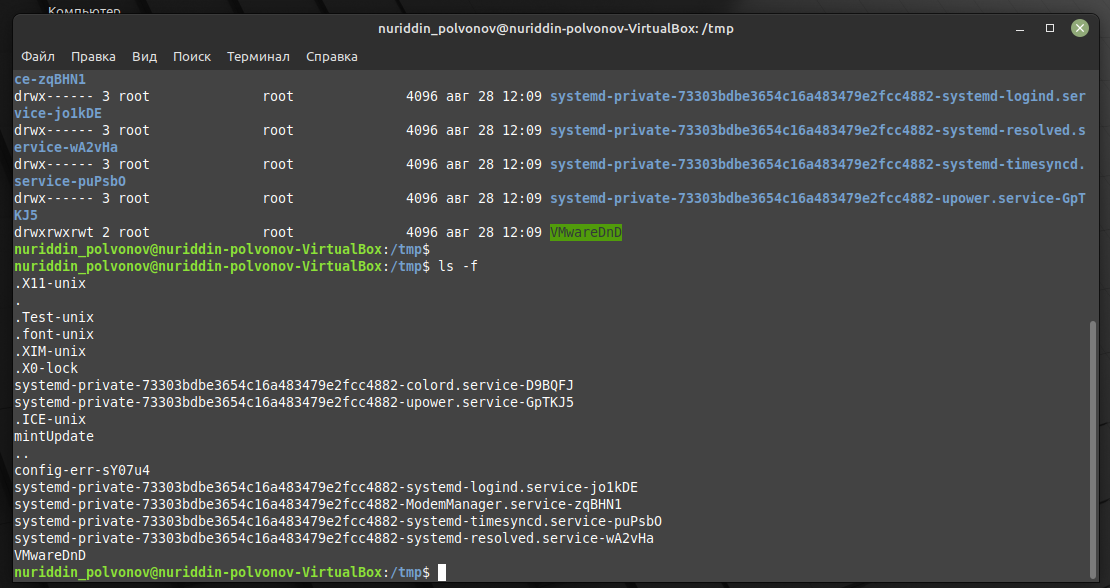 Компьютер
nuriddin_polvonov@nuriddin-polvonov-VirtualBox: /tmp
Файл Правка Вид Поиск Терминал Справка
ce-zqBHN1
drwx------ 3 root root 4096 авг 28 12:09 systemd-private-73303bdbe3654c16a483479e2fcc4882-systemd-logind.ser
vice-jo1kDE
drwx------ 3 root root 4096 авг 28 12:09 systemd-private-73303bdbe3654c16a483479e2fcc4882-systemd-resolved.s
ervice-wA2vHa
drwx------ 3 root root 4096 авг 28 12:09 systemd-private-73303bdbe3654c16a483479e2fcc4882-systemd-timesyncd.
service-puPsbO
drwx------ 3 root root 4096 авг 28 12:09 systemd-private-73303bdbe3654c16a483479e2fcc4882-upower.service-GpT
KJ5
drwxrwxrwt 2 root root 4096 авг 28 12:09 VMwareDnD
nuriddin_polvonov@nuriddin-polvonov-VirtualBox:/tmp$
nuriddin_polvonov@nuriddin-polvonov-VirtualBox:/tmp$ ls -f
.X11-unix
.
.Test-unix
.font-unix
.XIM-unix
.X0-lock
systemd-private-73303bdbe3654c16a483479e2fcc4882-colord.service-D9BQFJ
systemd-private-73303bdbe3654c16a483479e2fcc4882-upower.service-GpTKJ5
.ICE-unix
mintUpdate
..
config-err-sY07u4
systemd-private-73303bdbe3654c16a483479e2fcc4882-systemd-logind.service-jo1kDE
systemd-private-73303bdbe3654c16a483479e2fcc4882-ModemManager.service-zqBHN1
systemd-private-73303bdbe3654c16a483479e2fcc4882-systemd-timesyncd.service-puPsbO
systemd-private-73303bdbe3654c16a483479e2fcc4882-systemd-resolved.service-wA2vHa
VMwareDnD
nuriddin_polvonov@nuriddin-polvonov-VirtualBox:/tmp$